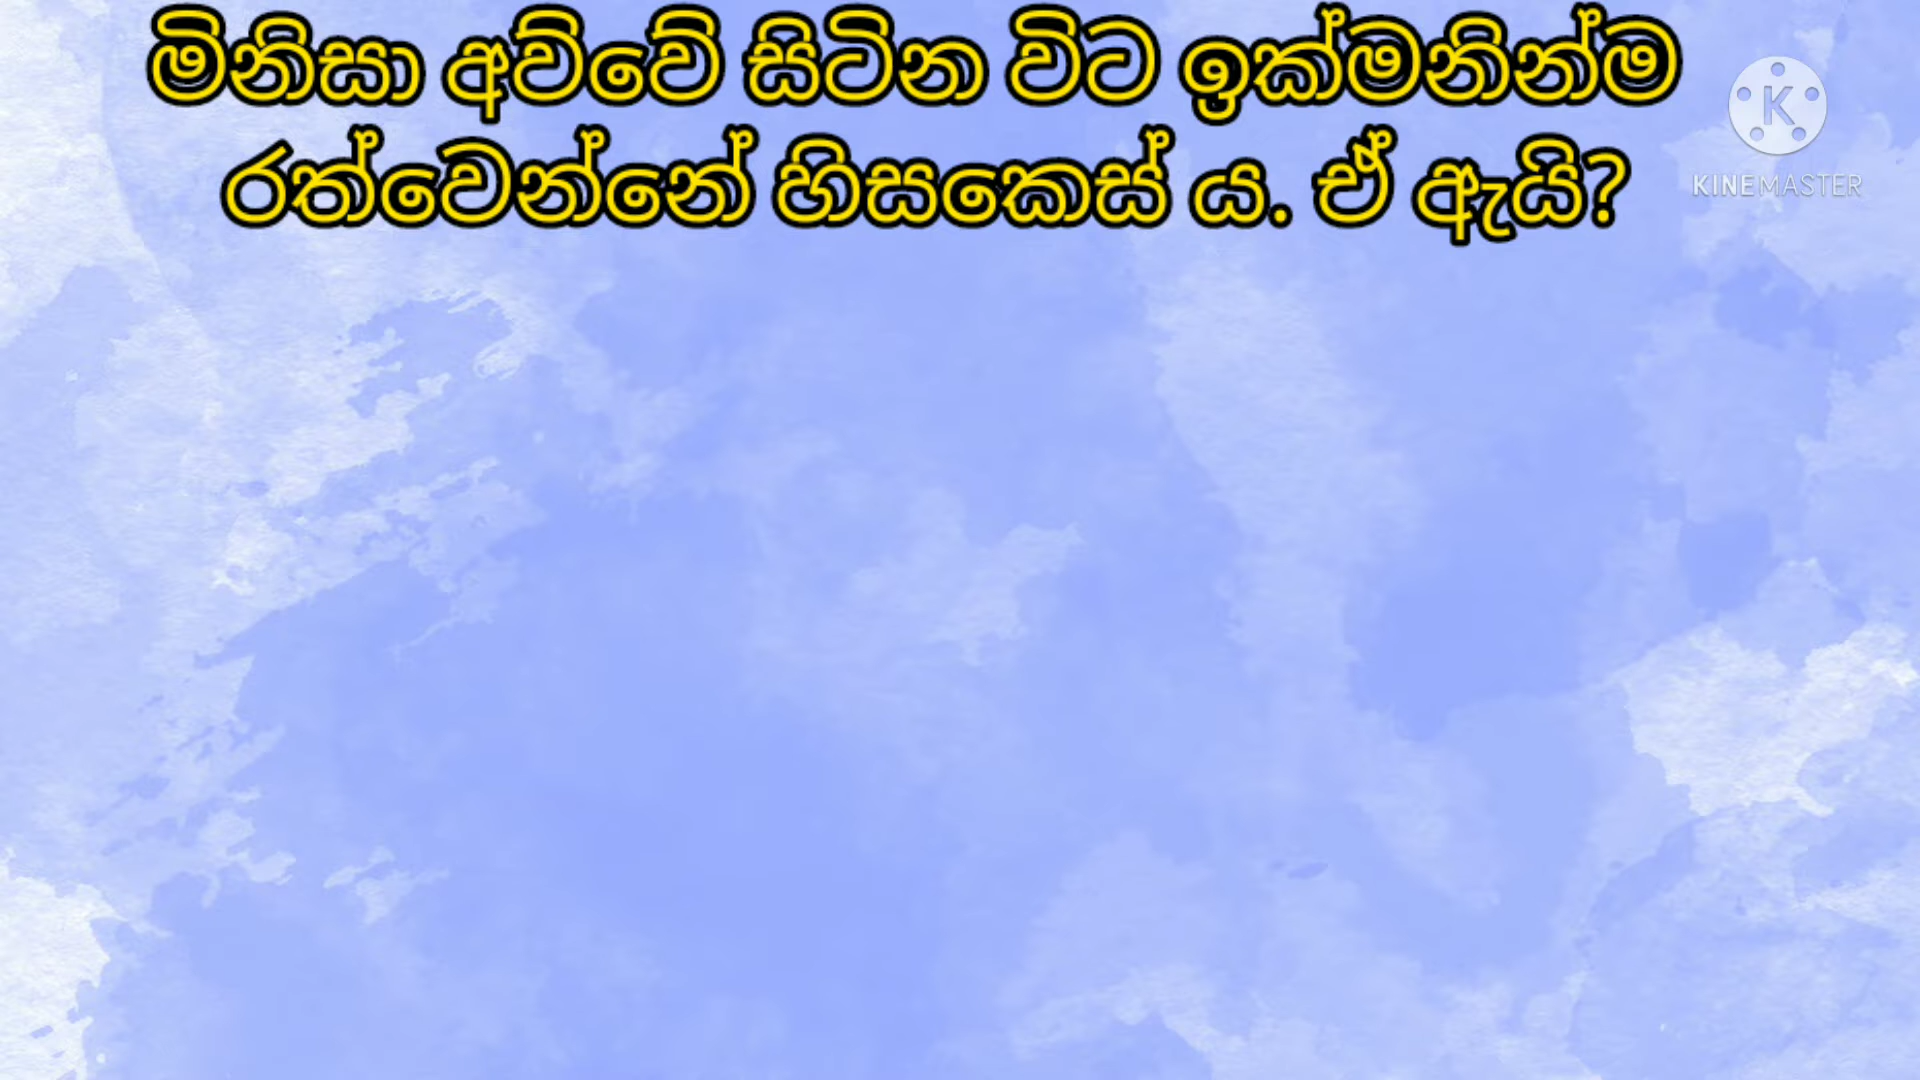 මිනිසා අව්වේ සිටින විට ඉක්මනින්ම
රත්වෙන්නේ හිසකෙස් ය. ඒ ඇයි?
K
KINEMASTER